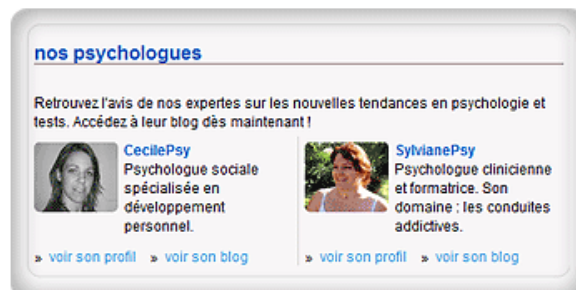 nos psychologues
Retrouvez l'avis de nos expertes sur les nouvelles tendances en psychologie et
tests. Accédez à leur blog dès maintenant !
CecilePsy
Psychologue sociale
spécialisée en
développement
personnel.
» voir son profil » voir son blog
SylvianePsy
Psychologue clinicienne
et formatrice. Son
domaine : les conduites
addictives.
» voir son profil » voir son blog